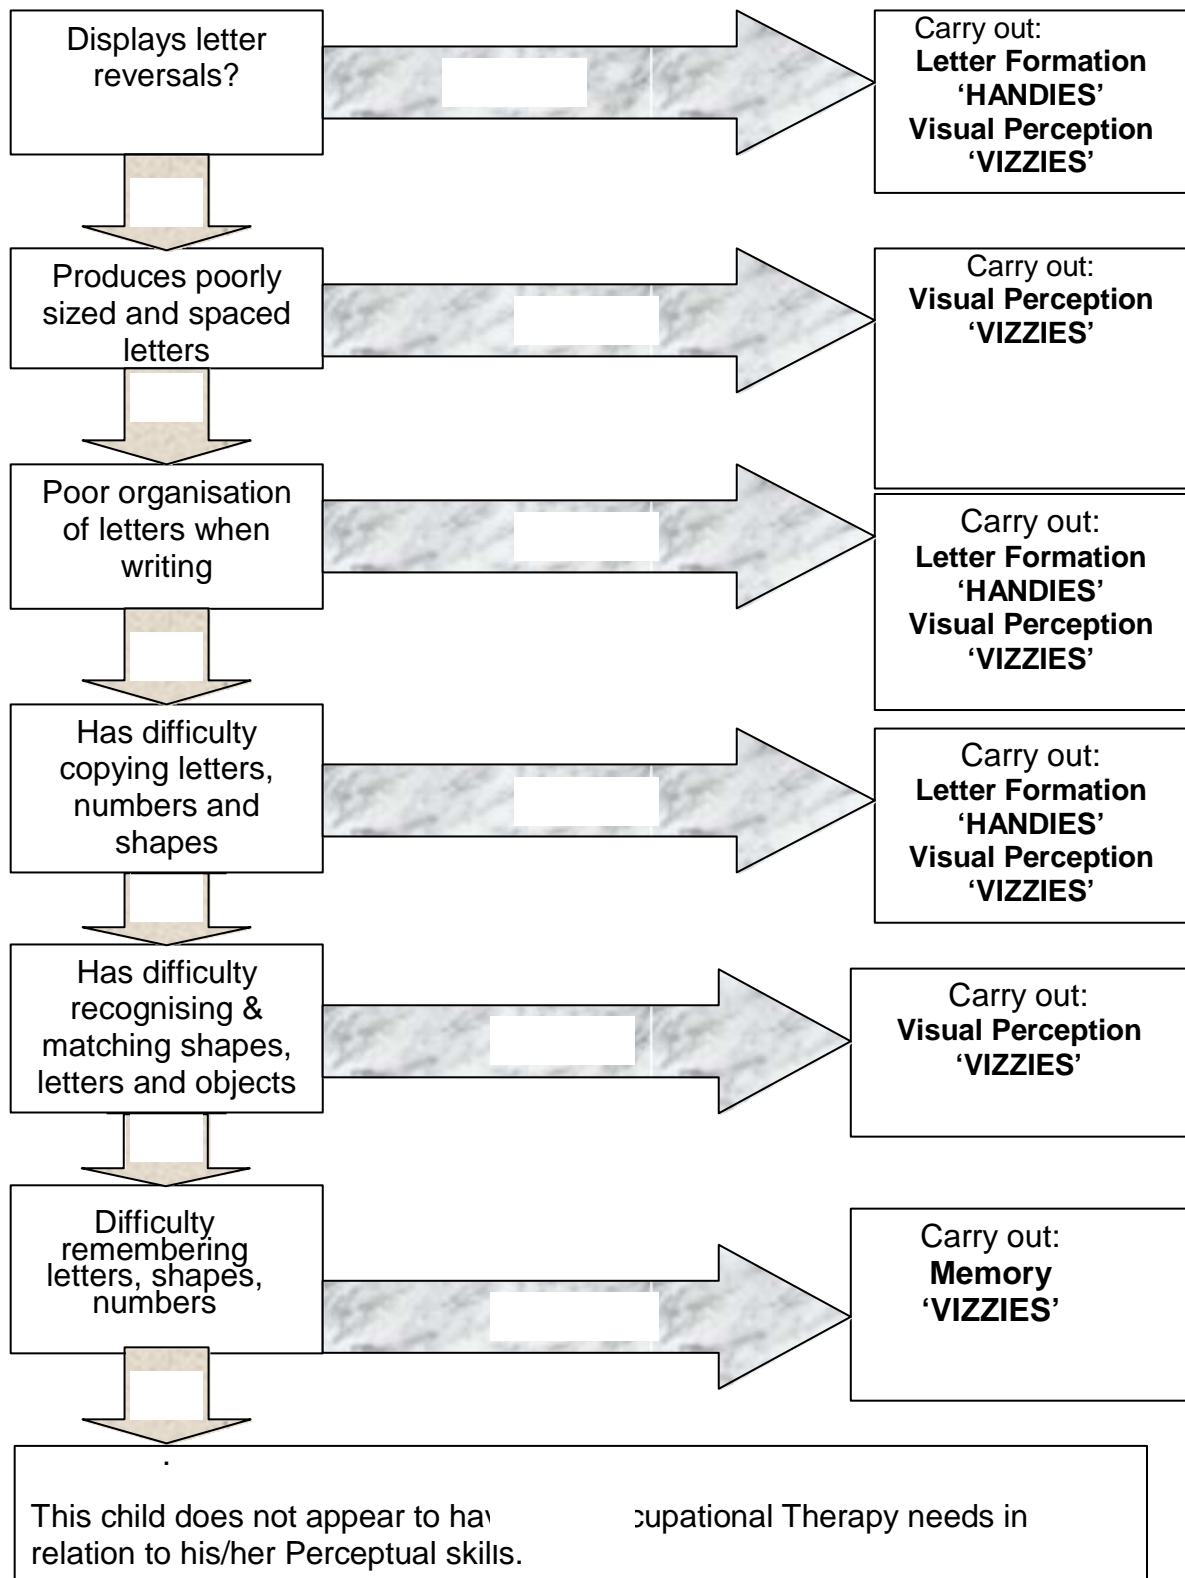 Displays letter
reversals?
Carry out:
Letter Formation
‘HANDIES’
Visual Perception
‘VIZZIES’
Produces poorly
sized and spaced
letters
Carry out:
Visual Perception
‘VIZZIES’
Poor organisation
of letters when
writing
Carry out:
Letter Formation
‘HANDIES’
Visual Perception
‘VIZZIES’
Has difficulty
copying letters,
numbers and
shapes
Carry out:
Letter Formation
‘HANDIES’
Visual Perception
‘VIZZIES’
Has difficulty
recognising &
matching shapes,
letters and objects
Carry out:
Visual Perception
‘VIZZIES’
Difficulty
remembering
letters, shapes,
numbers
Carry out:
Memory
‘VIZZIES’
.
This child does not appear to Therapy needs in
relation to his/her Perceptual skills.